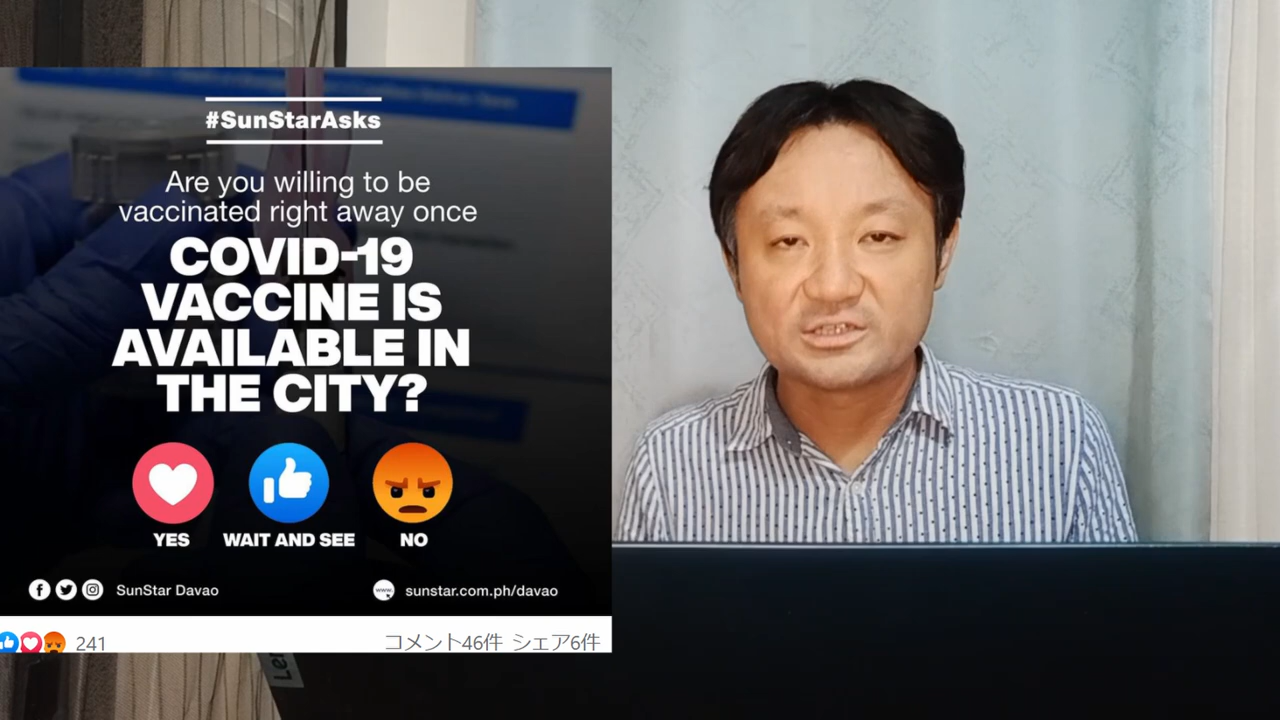 #SunStarAsks
Are you willing to be
vaccinated right away once
COVID-19
VACCINE IS
AVAILABLE IN
THE CITY?
YES WAIT AND SEE NO
SunStar Davao www. sunstar.com.ph/davao
241 コメント46件 シェア6件
Len